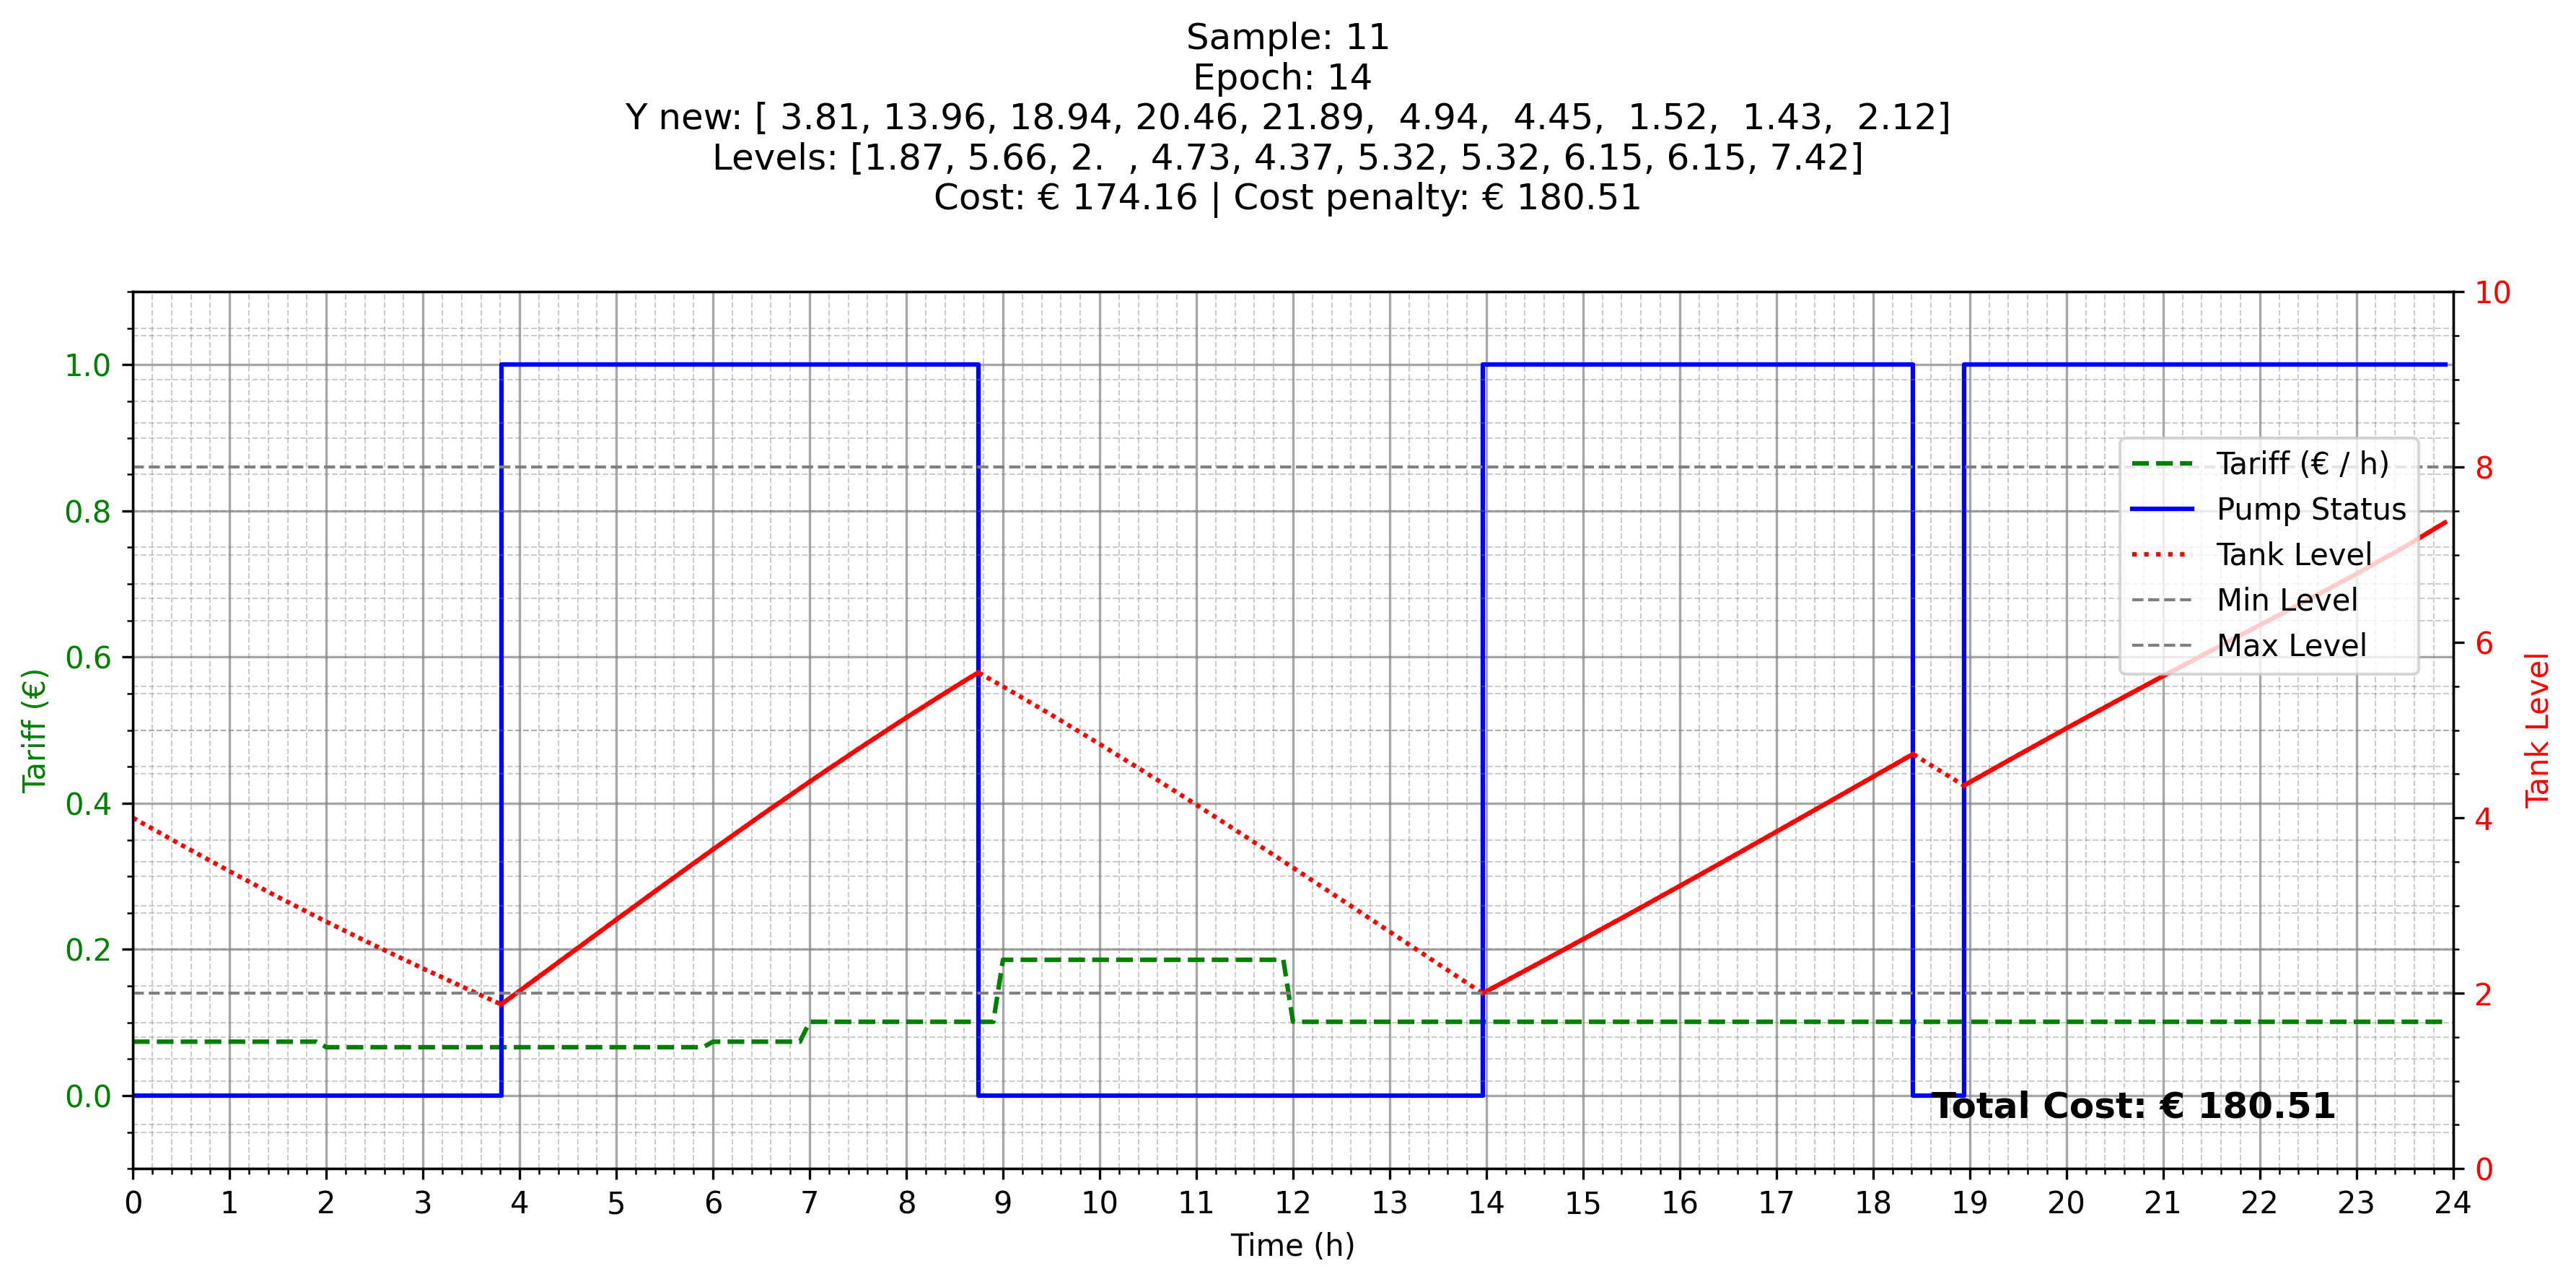 Sample: 11
Epoch: 14
Y new: [ 3.81, 13.96, 18.94, 20.46, 21.89,  4.94,  4.45,  1.52,  1.43,  2.12]
Levels: [1.87, 5.66, 2.  , 4.73, 4.37, 5.32, 5.32, 6.15, 6.15, 7.42]
Cost: € 174.16 | Cost penalty: € 180.51
1.0
0.8
0.6
0.4
0.2
0.0
Tariff (€)
10
8
6
4
2
0
Tank Level
Tariff (€ / h)
Pump Status
Tank Level
Min Level
Max Level
Total Cost: € 180.51
0 1 2 3 4 5 6 7 8 9 10 11 12 13 14 15 16 17 18 19 20 21 22 23 24
Time (h)